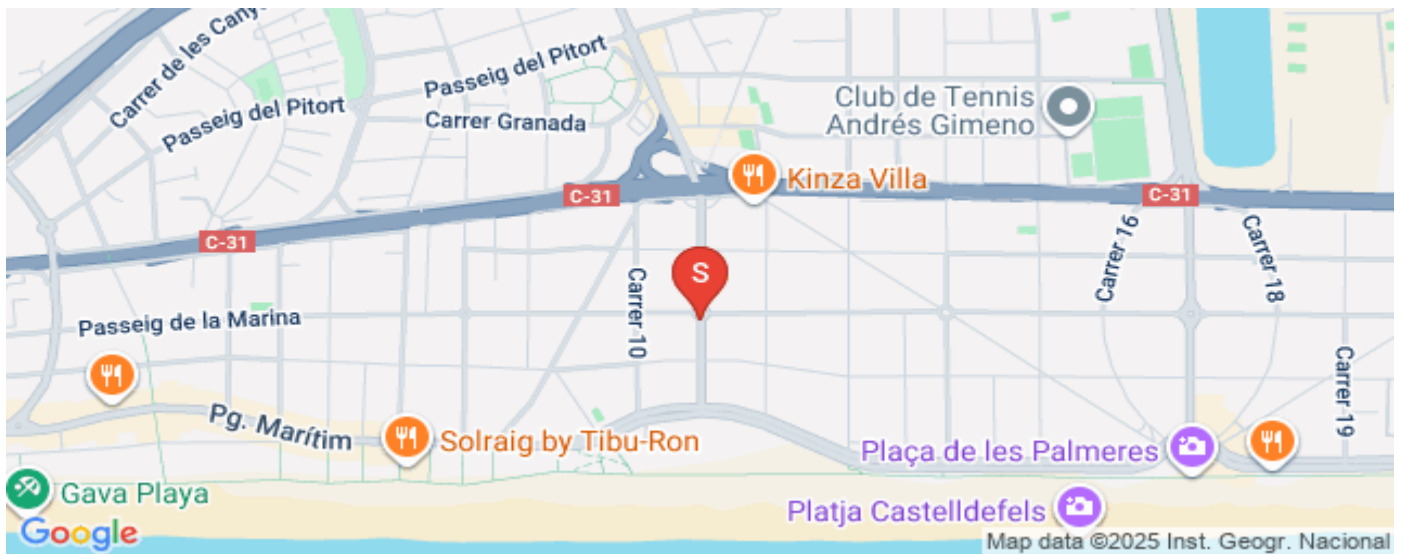 Carrer de les Cany
Passeig del Pitort
Passeig del Pitort
Carrer Granada
Club de Tennis
Andrés Gimeno
Kinza Villa
C-31
C-31
C-31
Carrer 16
Carrer 18
S
Carrer 10
Passeig de la Marina
Carrer 19
Pg. Marítim
Solraig by Tibu-Ron
Plaça de les Palmeres
Gava Playa
Platja Castelldefels
Google
Map data ©2025 Inst. Geogr. Nacional